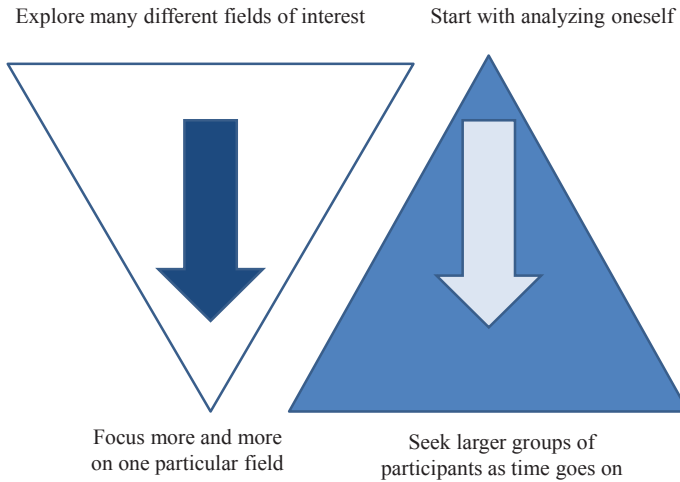 Explore many different fields of interest
Start with analyzing oneself
Focus more and more
on one particular field
Seek larger groups of
participants as time goes on